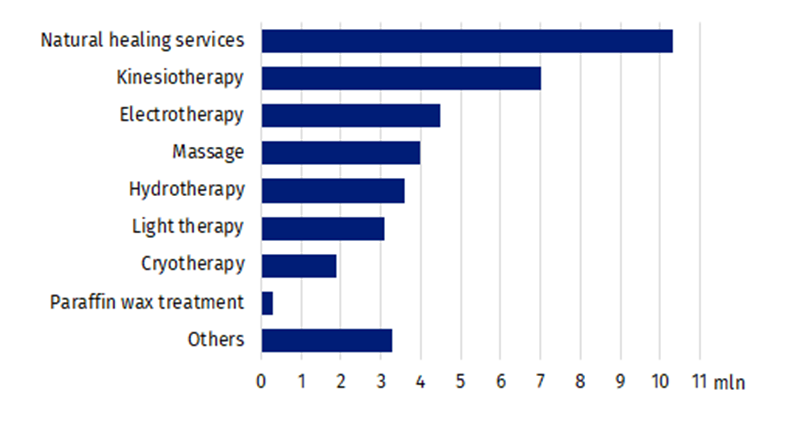 Natural healing services
Kinesiotherapy
Electrotherapy
Massage
Hydrotherapy
Light therapy
Cryotherapy
Paraffin wax treatment
Others
0 1 2 3 4 5 6 7 8 9 10 11 mln